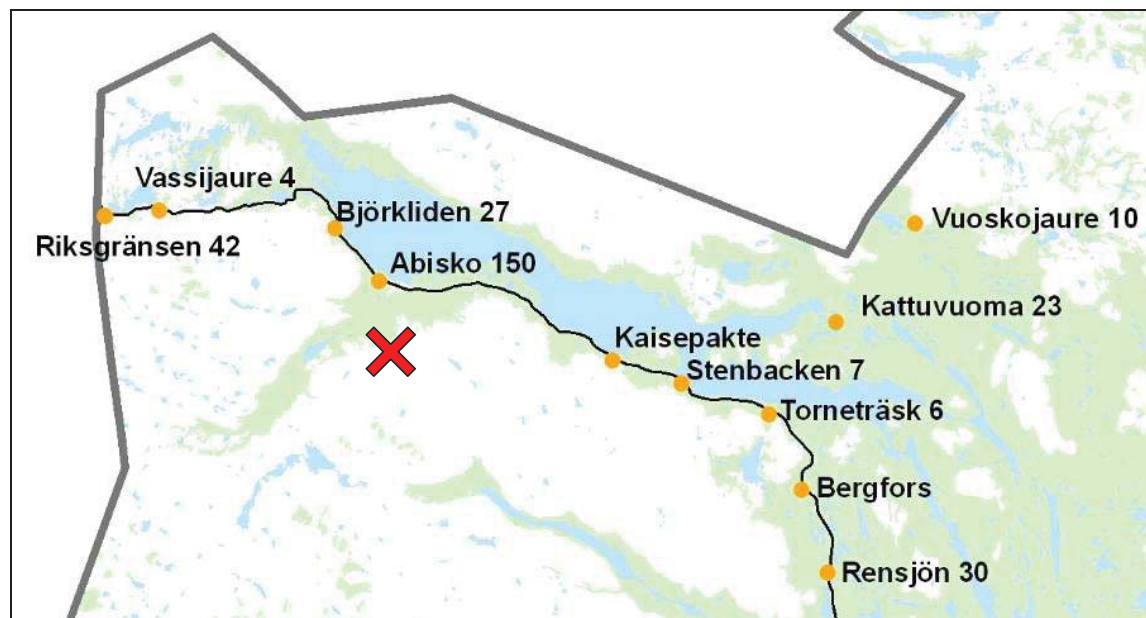 Vassijaure 4
Björkliden 27
Vuoskojaure 10
Riksgränsen 42
Abisko 150
Kattuvuoma 23
Kaisepakte
Stenbacken 7
Torneträsk 6
Bergfors
Rensjön 30